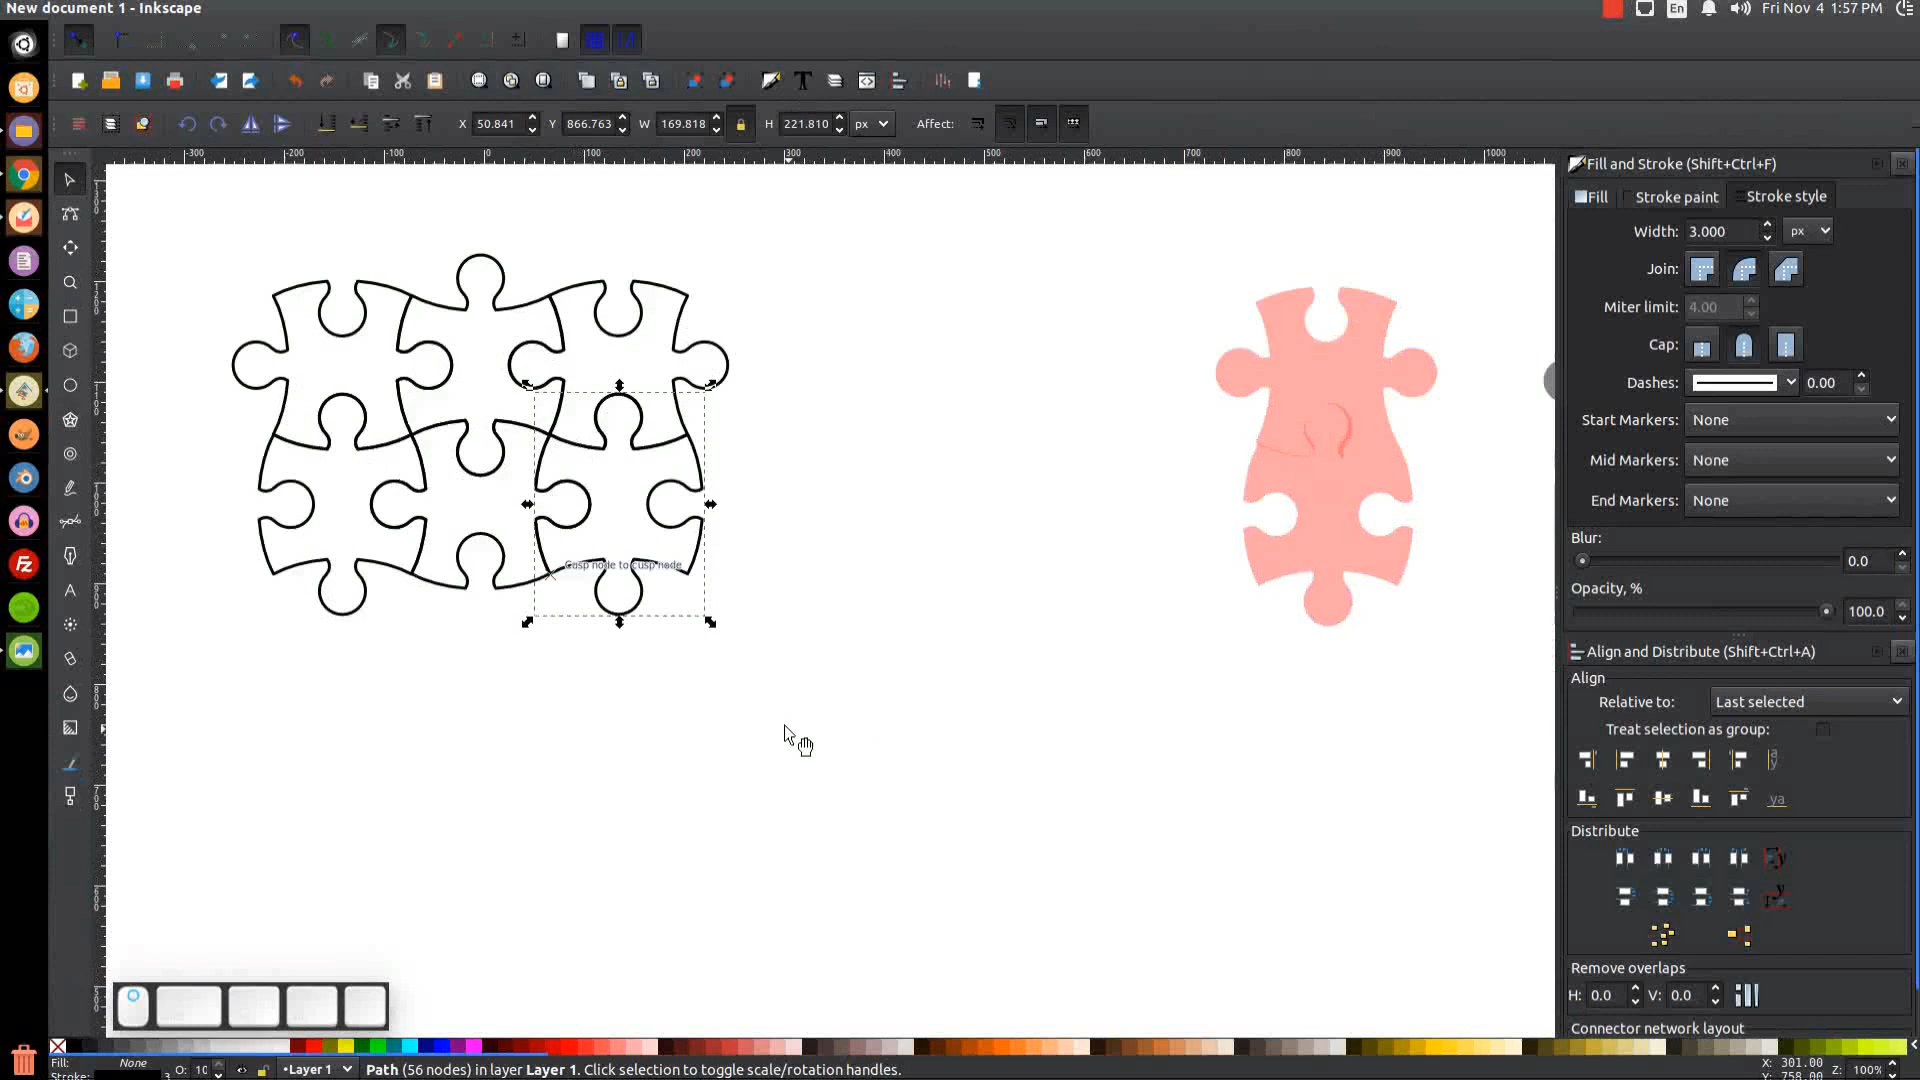 New document 1 - Inkscape
En
Fri Nov 4 1:57 PM
X 50.841 Y 866.763 W 169.818 H 221.810 px Affect:
-300 -200 -100 0 100 200 300 400 500 600 700 800 900 1000
Fill and Stroke (Shift+Ctrl+F)
Fill Stroke paint Stroke style
Width: 3.000 px
Join:
Miter limit: 4.00
Cap:
Dashes: 0.00
Start Markers: None
Mid Markers: None
End Markers: None
Blur:
0.0
Opacity, %
100.0
Cusp node to cusp node
Align and Distribute (Shift+Ctrl+A)
Align
Relative to: Last selected
Treat selection as group:
Distribute
Remove overlaps
H: 0.0 V: 0.0
Connector network layout
Fill: None
Stroke: 3
O: 10
•Layer 1
Path (56 nodes) in layer Layer 1. Click selection to toggle scale/rotation handles.
X: 301.00
Y: 758.00
Z: 100%